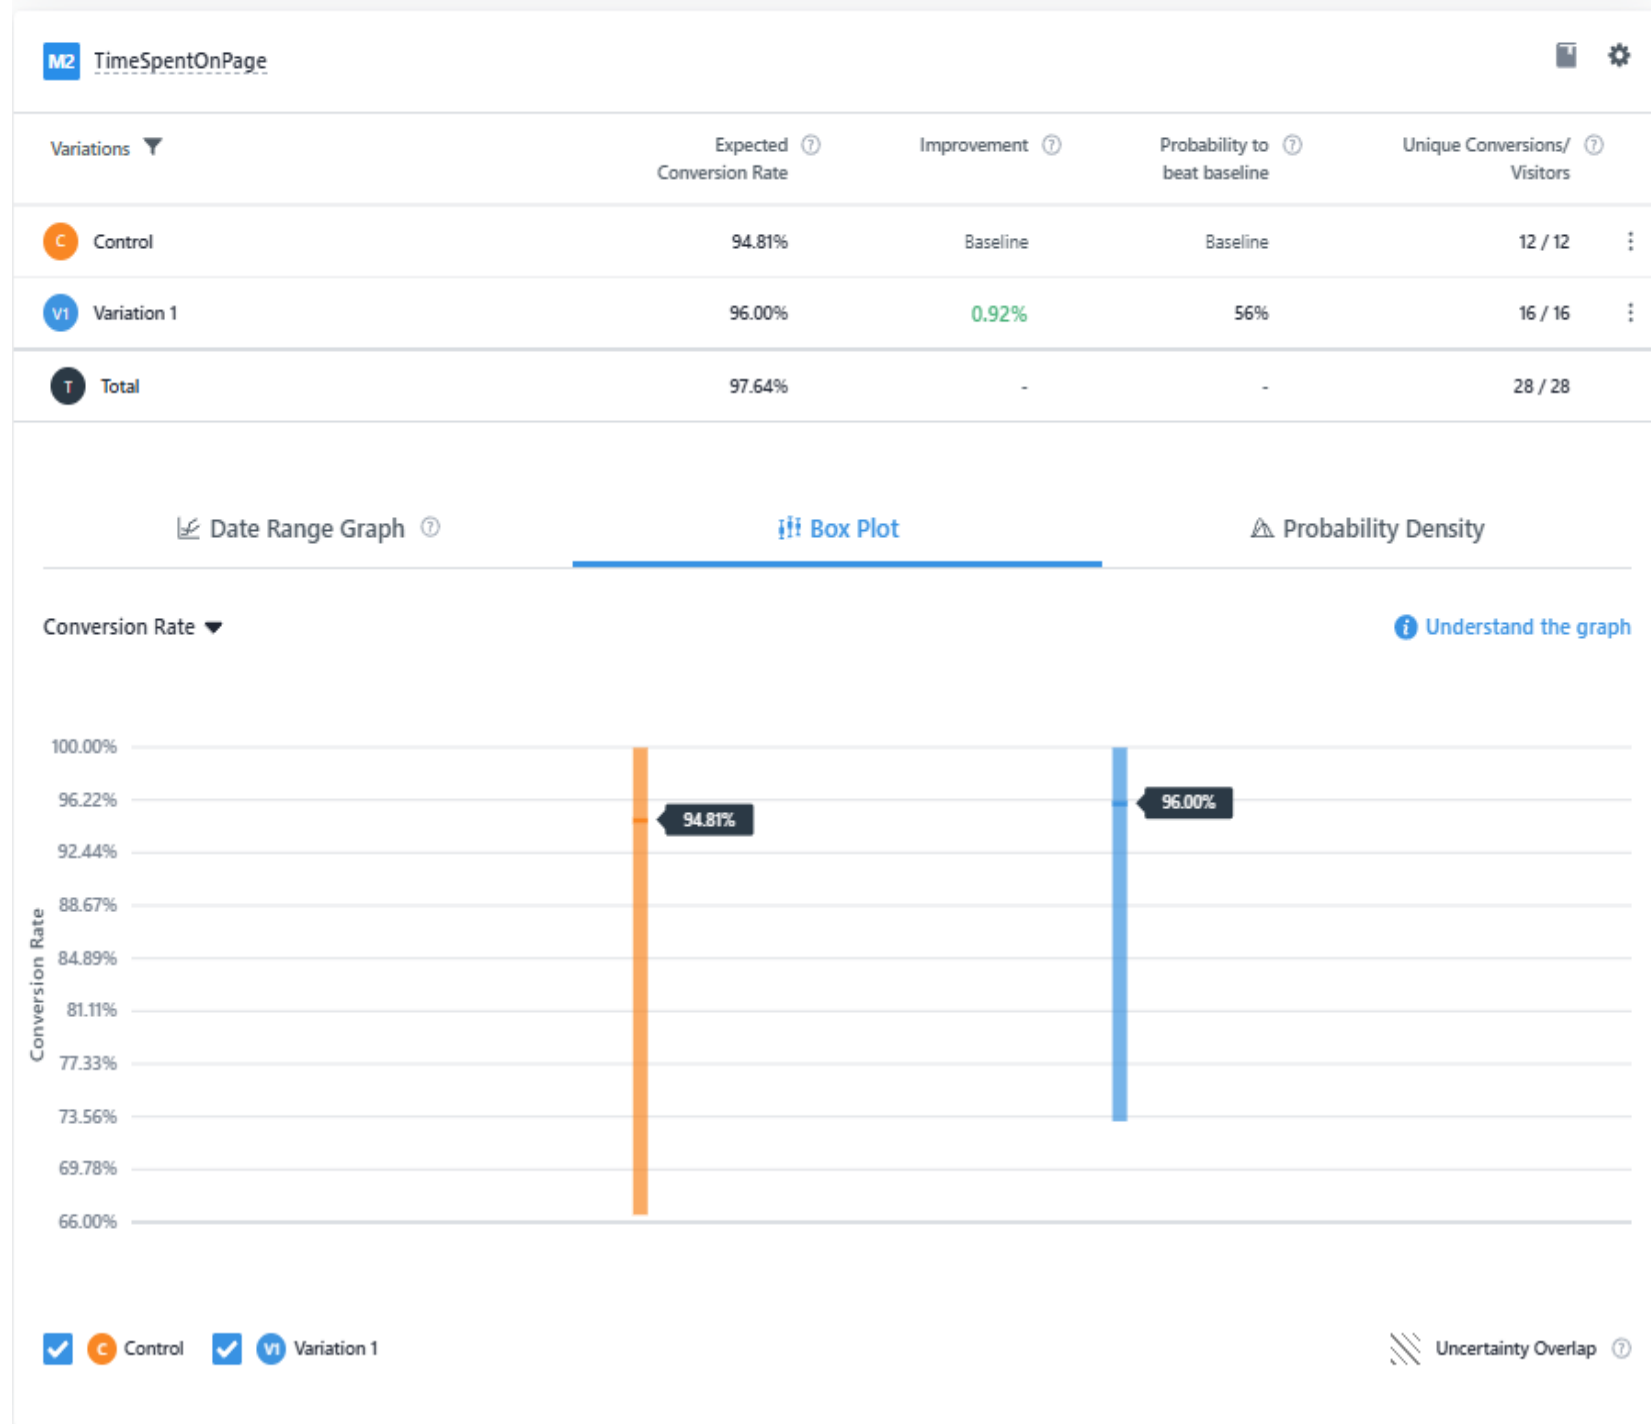 M2 TimeSpentOnPage
Variations Expected Conversion Rate Improvement Probability to beat baseline Unique Conversions/ Visitors
C Control 94.81% Baseline Baseline 12 / 12
V1 Variation 1 96.00% 0.92% 56% 16 / 16
T Total 97.64% - - 28 / 28
Date Range Graph Box Plot Probability Density
Conversion Rate i Understand the graph
100.00%
96.22%
92.44%
88.67%
84.89%
81.11%
77.33%
73.56%
69.78%
66.00%
Conversion Rate
94.81%
96.00%
C Control V1 Variation 1 Uncertainty Overlap ?